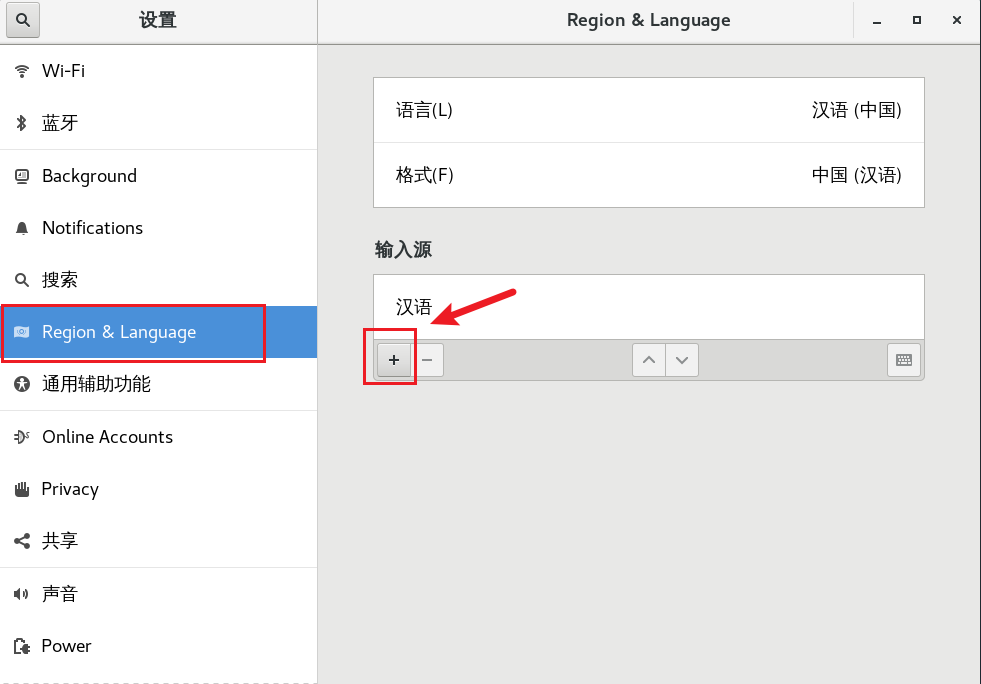 设置
Region & Language
Wi-Fi
蓝牙
Background
Notifications
搜索
Region & Language
通用辅助功能
Online Accounts
Privacy
共享
声音
Power
语言(L) 汉语 (中国)
格式(F) 中国 (汉语)
输入源
汉语